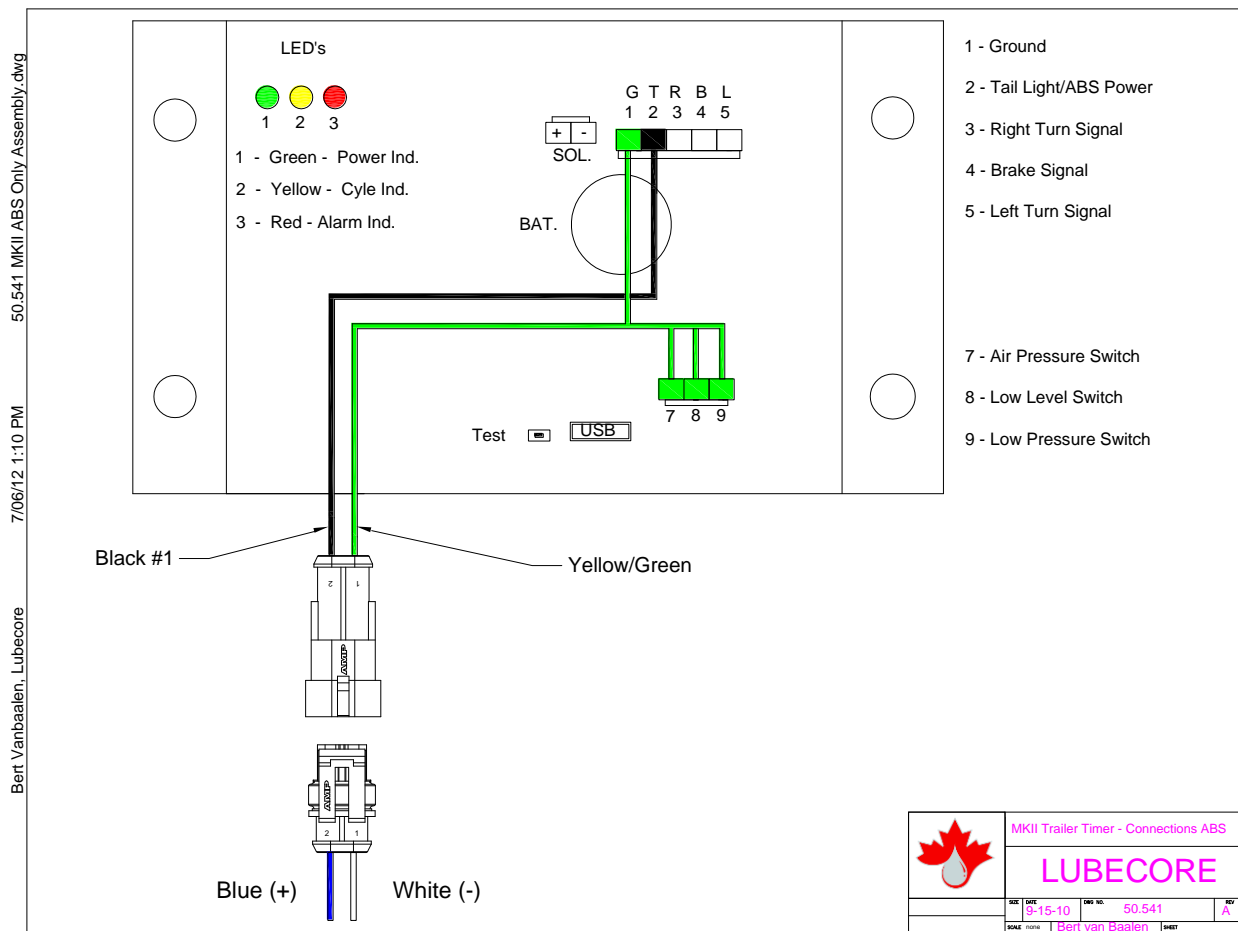 50.541 MKII ABS Only Assembly.dwg
7/06/12 1:10 PM
Bert Vanbaalen, Lubecore
LED's
1 2 3
1 - Green - Power Ind.
2 - Yellow - Cyle Ind.
3 - Red - Alarm Ind.
+ -
SOL.
G T R B L
1 2 3 4 5
BAT.
7 8 9
Test
USB
1 - Ground
2 - Tail Light/ABS Power
3 - Right Turn Signal
4 - Brake Signal
5 - Left Turn Signal
7 - Air Pressure Switch
8 - Low Level Switch
9 - Low Pressure Switch
Black #1
Yellow/Green
2 1
AMP
AMP
2 1
Blue (+)
White (-)
MKII Trailer Timer - Connections ABS
LUBECORE
SIZE DATE DWG NO. REV
9-15-10 50.541 A
SCALE none Bert van Baalen SHEET